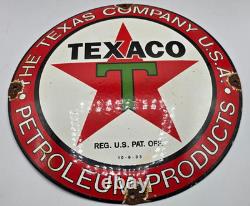 THE TEXAS COMPANY U.S.A.
TEXACO
T
REG. U.S. PAT. OFF.
PETROLEUM PRODUCTS